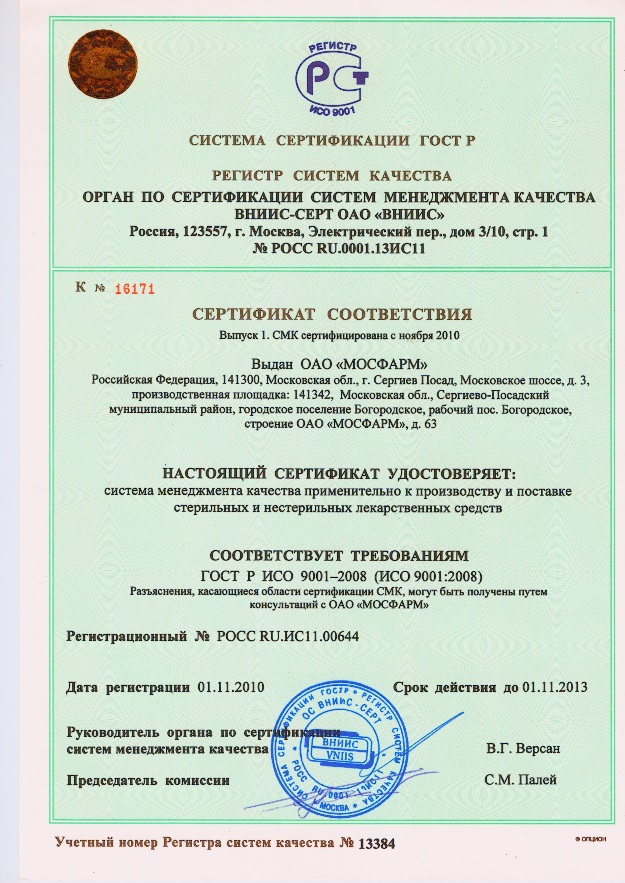 РЕГИСТР
РСТ
ИСО 9001
СИСТЕМА СЕРТИФИКАЦИИ ГОСТ Р
РЕГИСТР СИСТЕМ КАЧЕСТВА
ОРГАН ПО СЕРТИФИКАЦИИ СИСТЕМ МЕНЕДЖМЕНТА КАЧЕСТВА
ВНИИС-СЕРТ ОАО «ВНИИС»
Россия, 123557, г. Москва, Электрический пер., дом 3/10, стр. 1
№ РОСС RU.0001.13ИС11
К № 16171
СЕРТИФИКАТ СООТВЕТСТВИЯ
Выпуск 1. СМК сертифицирована с ноября 2010
Выдан ОАО «МОСФАРМ»
Российская Федерация, 141300, Московская обл., г. Сергиев Посад, Московское шоссе, д. 3,
производственная площадка: 141342, Московская обл., Сергиево-Посадский
муниципальный район, городское поселение Богородское, рабочий пос. Богородское,
строение ОАО «МОСФАРМ», д. 63
НАСТОЯЩИЙ СЕРТИФИКАТ УДОСТОВЕРЯЕТ:
система менеджмента качества применительно к производству и поставке
стерильных и нестерильных лекарственных средств
СООТВЕТСТВУЕТ ТРЕБОВАНИЯМ
ГОСТ Р ИСО 9001–2008 (ИСО 9001:2008)
Разъяснения, касающиеся области сертификации СМК, могут быть получены путем
консультаций с ОАО «МОСФАРМ»
Регистрационный № РОСС RU.ИС11.00644
Дата регистрации 01.11.2010 Срок действия до 01.11.2013
Руководитель органа по сертификации
систем менеджмента качества В.Г. Версан
Председатель комиссии С.М. Палей
СИСТЕМА СЕРТИФИКАЦИИ ГОСТ Р * РЕГИСТР СИСТЕМ КАЧЕСТВА *
ОС ВНИИС-СЕРТ
ВНИИС
VNIIS
МОСКВА
Учетный номер Регистра систем качества № 13384
ОПЦИОН